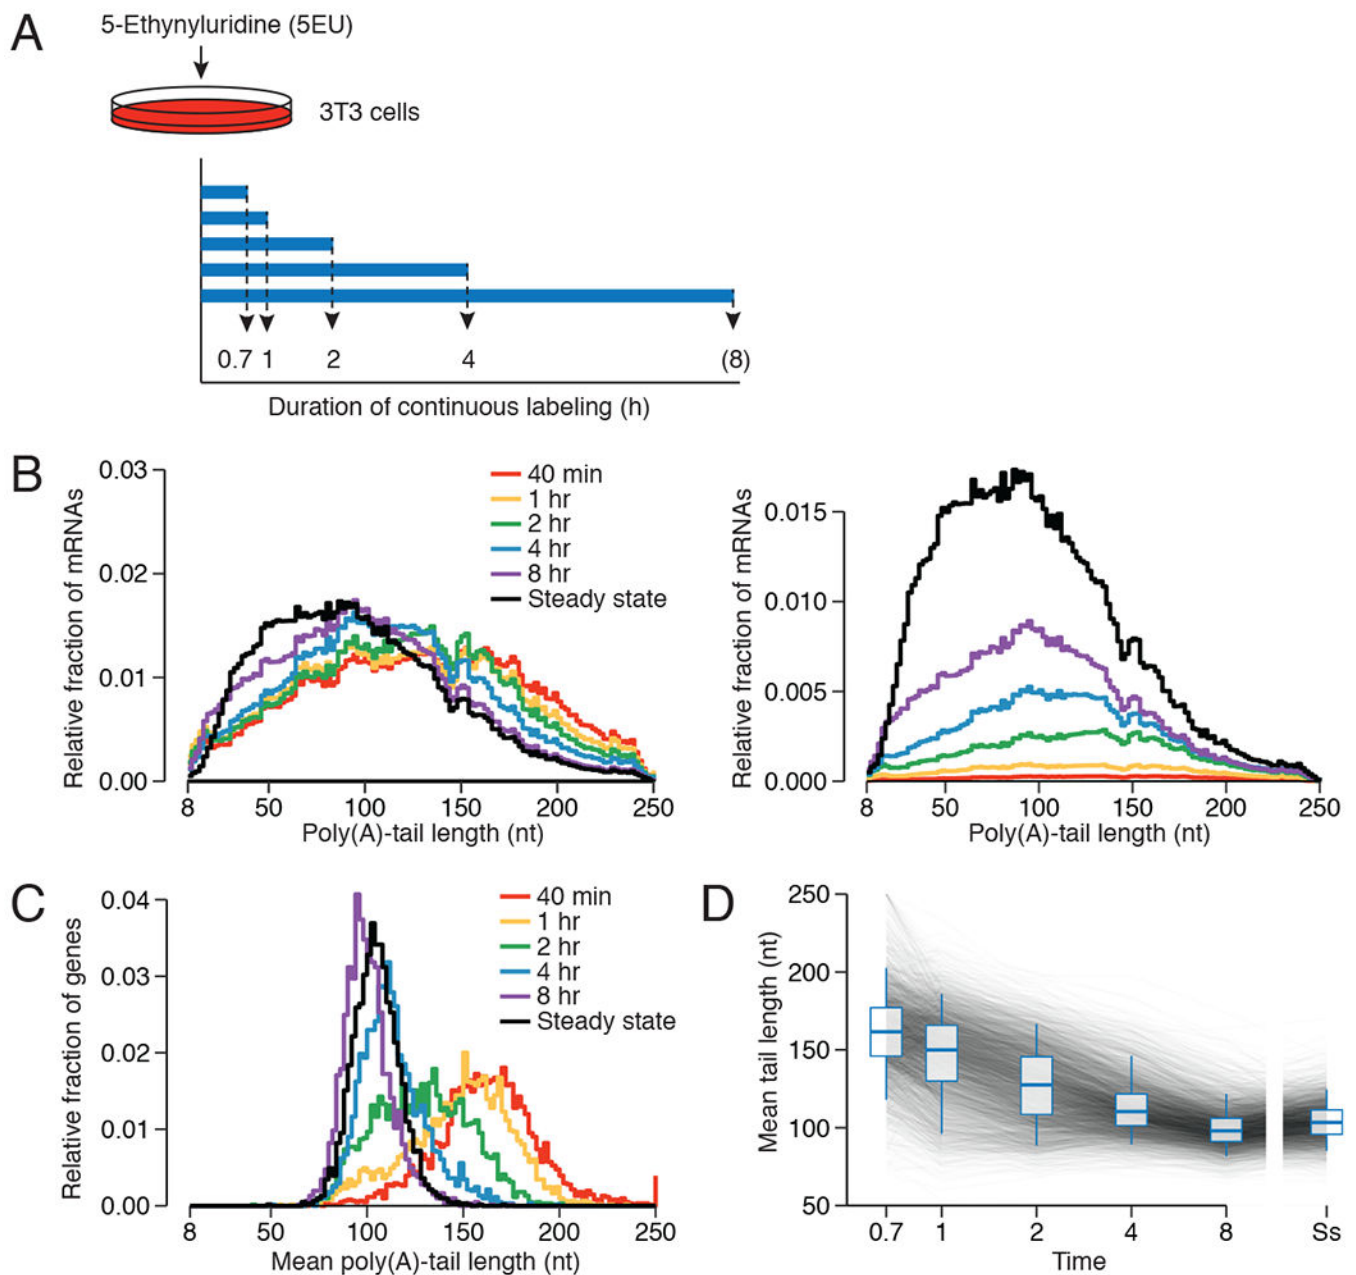 A
5-Ethynyluridine (5EU)
3T3 cells
0.7 1 2 4 (8)
Duration of continuous labeling (h)
B
Relative fraction of mRNAs
0.03
0.02
0.01
0.00
40 min
1 hr
2 hr
4 hr
8 hr
Steady state
8 50 100 150 200 250
Poly(A)-tail length (nt)
Relative fraction of mRNAs
0.015
0.010
0.005
0.000
8 50 100 150 200 250
Poly(A)-tail length (nt)
C
Relative fraction of genes
0.04
0.03
0.02
0.01
0.00
40 min
1 hr
2 hr
4 hr
8 hr
Steady state
8 50 100 150 200 250
Mean poly(A)-tail length (nt)
D
Mean tail length (nt)
250
200
150
100
50
0.7 1 2 4 8 Ss
Time